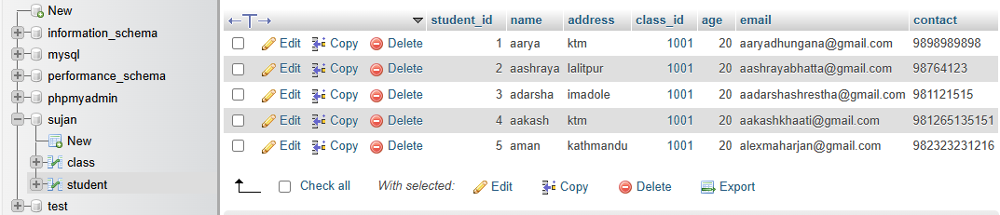 New
information_schema
mysql
performance_schema
phpmyadmin
sujan
New
class
student
test
student_id name address class_id age email contact
Edit Copy Delete 1 aarya ktm 1001 20 aaryadhungana@gmail.com 9898989898
Edit Copy Delete 2 aashraya lalitpur 1001 20 aashrayabhatta@gmail.com 98764123
Edit Copy Delete 3 adarsha imadole 1001 20 aadarshashrestha@gmail.com 981121515
Edit Copy Delete 4 aakash ktm 1001 20 aakashkhaati@gmail.com 981265135151
Edit Copy Delete 5 aman kathmandu 1001 20 alexmaharjan@gmail.com 982323231216
Check all With selected: Edit Copy Delete Export